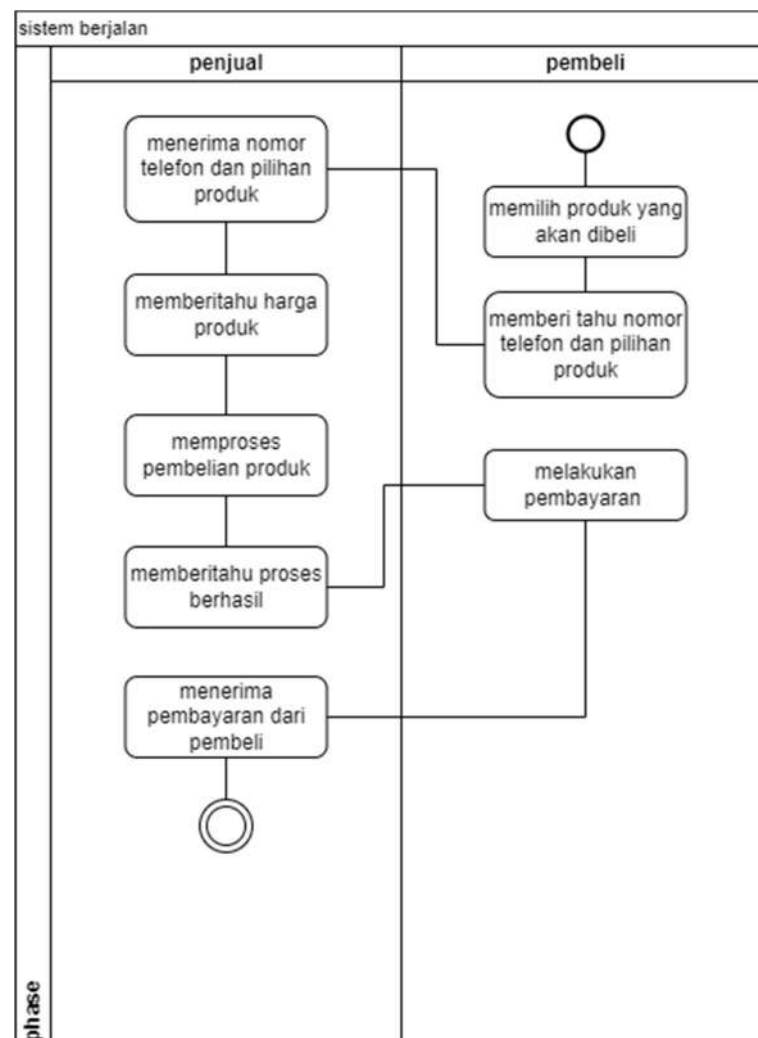 sistem berjalan
penjual
pembeli
menerima nomor
telefon dan pilihan
produk
memilih produk yang
akan dibeli
memberitahu harga
produk
memberi tahu nomor
telefon dan pilihan
produk
memproses
pembelian produk
melakukan
pembayaran
memberitahu proses
berhasil
menerima
pembayaran dari
pembeli
phase